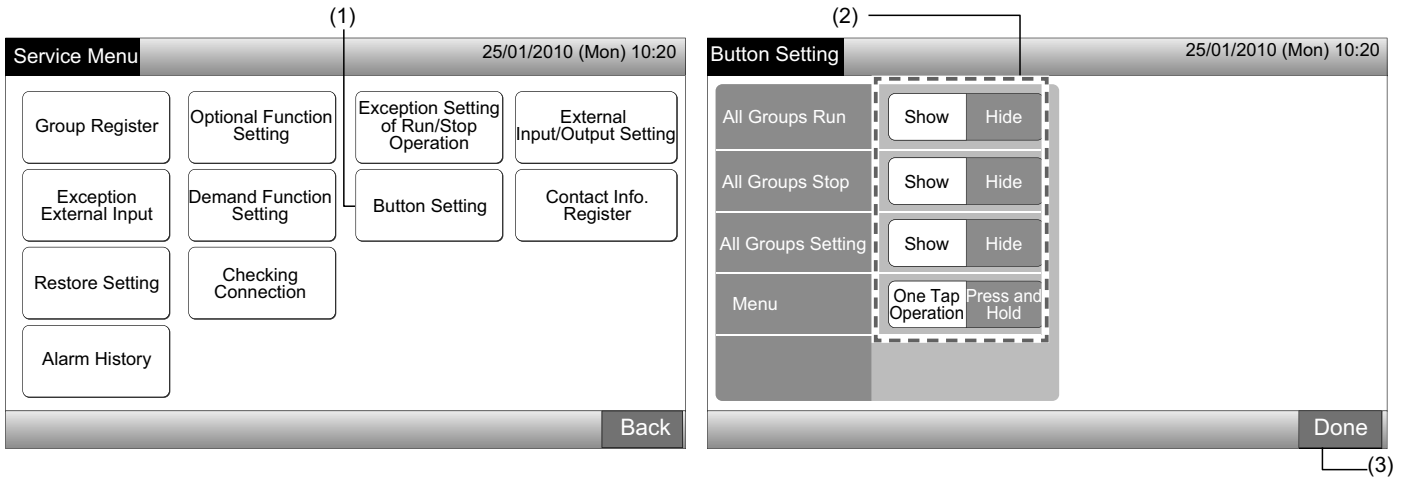 (1)
(2)
Service Menu
25/01/2010 (Mon) 10:20
Group Register
Optional Function
Setting
Exception Setting
of Run/Stop
Operation
External
Input/Output Setting
Exception
External Input
Demand Function
Setting
Button Setting
Contact Info.
Register
Restore Setting
Checking
Connection
Alarm History
Back
Button Setting
25/01/2010 (Mon) 10:20
All Groups Run
Show
Hide
All Groups Stop
Show
Hide
All Groups Setting
Show
Hide
Menu
One Tap
Operation
Press and
Hold
Done
(3)